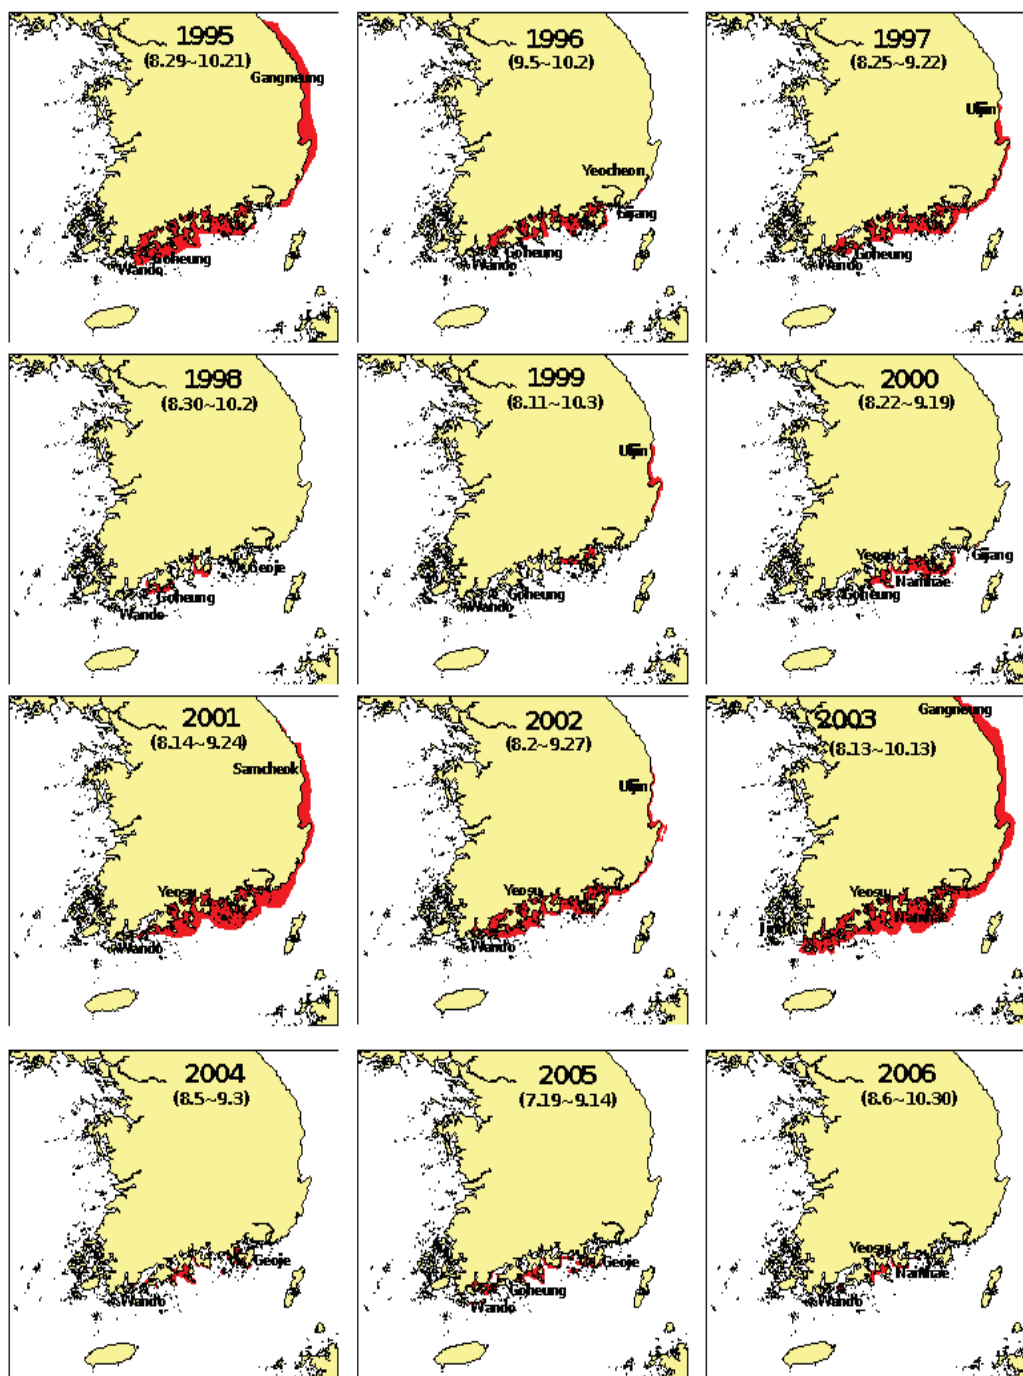 1995
(8.29~10.21)
Gangneung
Goheung
Wando
1996
(9.5~10.2)
Yeocheon
Gijang
Goheung
Wando
1997
(8.25~9.22)
Uljin
Goheung
Wando
1998
(8.30~10.2)
Geoje
Goheung
Wando
1999
(8.11~10.3)
Uljin
Goheung
Wando
2000
(8.22~9.19)
Yeosu
Gijang
Namhae
Goheung
2001
(8.14~9.24)
Samcheok
Yeosu
Wando
2002
(8.2~9.27)
Uljin
Yeosu
Wando
Gangneung
2003
(8.13~10.13)
Yeosu
Namhae
Jindo
2004
(8.5~9.3)
Geoje
Wando
2005
(7.19~9.14)
Geoje
Goheung
Wando
2006
(8.6~10.30)
Yeosu
Namhae
Wando